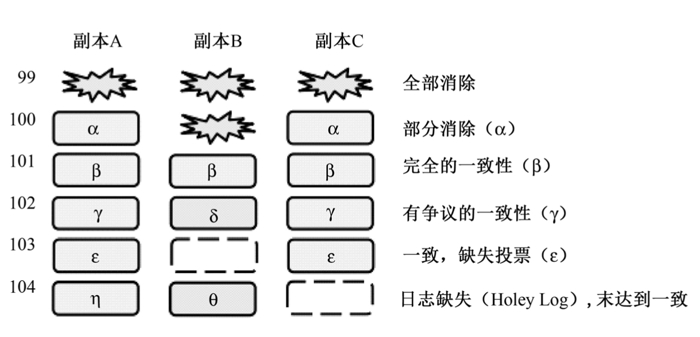 副本A 副本B 副本C
99 全部消除
100 α α 部分消除（α）
101 β β β 完全的一致性（β）
102 γ δ γ 有争议的一致性（γ）
103 ε ε 一致，缺失投票（ε）
104 η θ 日志缺失（Holey Log）,末达到一致